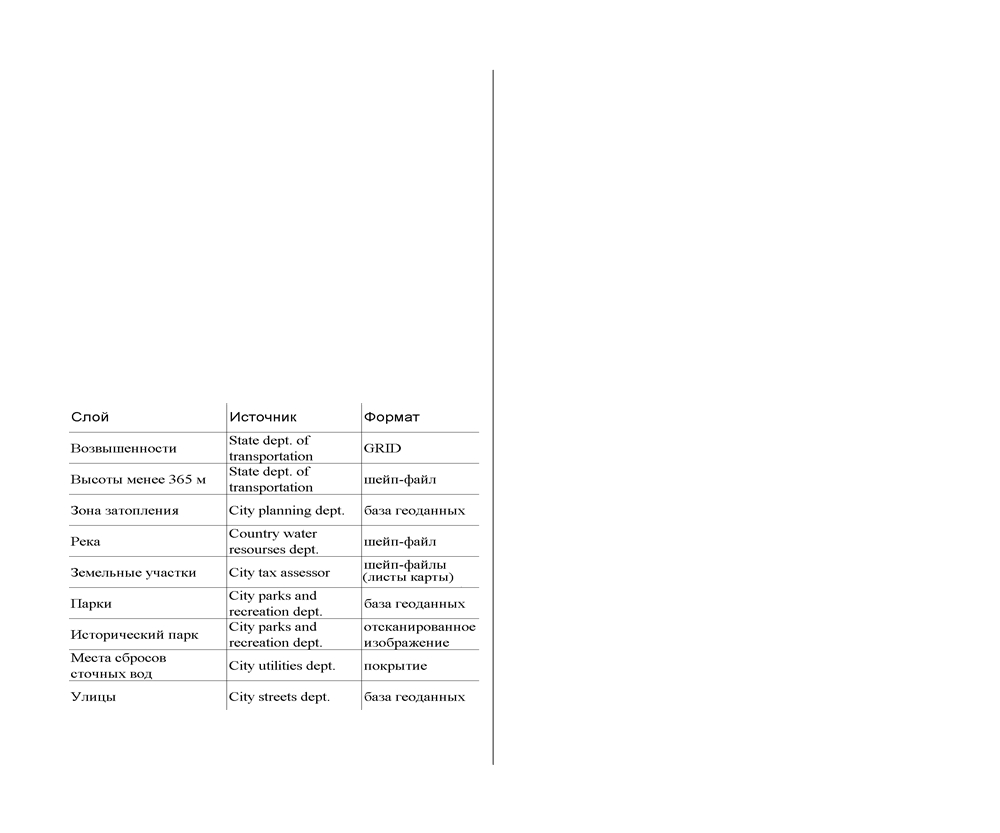 Слой Источник Формат
Возвышенности State dept. of transportation GRID
Высоты менее 365 м State dept. of transportation шейп-файл
Зона затопления City planning dept. база геоданных
Река Country water resourses dept. шейп-файл
Земельные участки City tax assessor шейп-файлы (листы карты)
Парки City parks and recreation dept. база геоданных
Исторический парк City parks and recreation dept. отсканированное изображение
Места сбросов сточных вод City utilities dept. покрытие
Улицы City streets dept. база геоданных